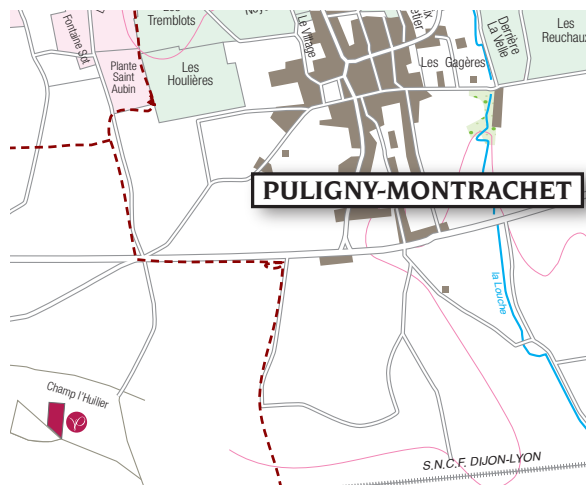 Les
Tremblots
Fontaine Sot
Le Village
Derrière
La Velle
Les
Reuchaux
Plante
Saint
Aubin
Les
Houlières
Les Gagères
PULIGNY-MONTRACHET
la Louche
Champ l'Huilier
S.N.C.F. DIJON-LYON